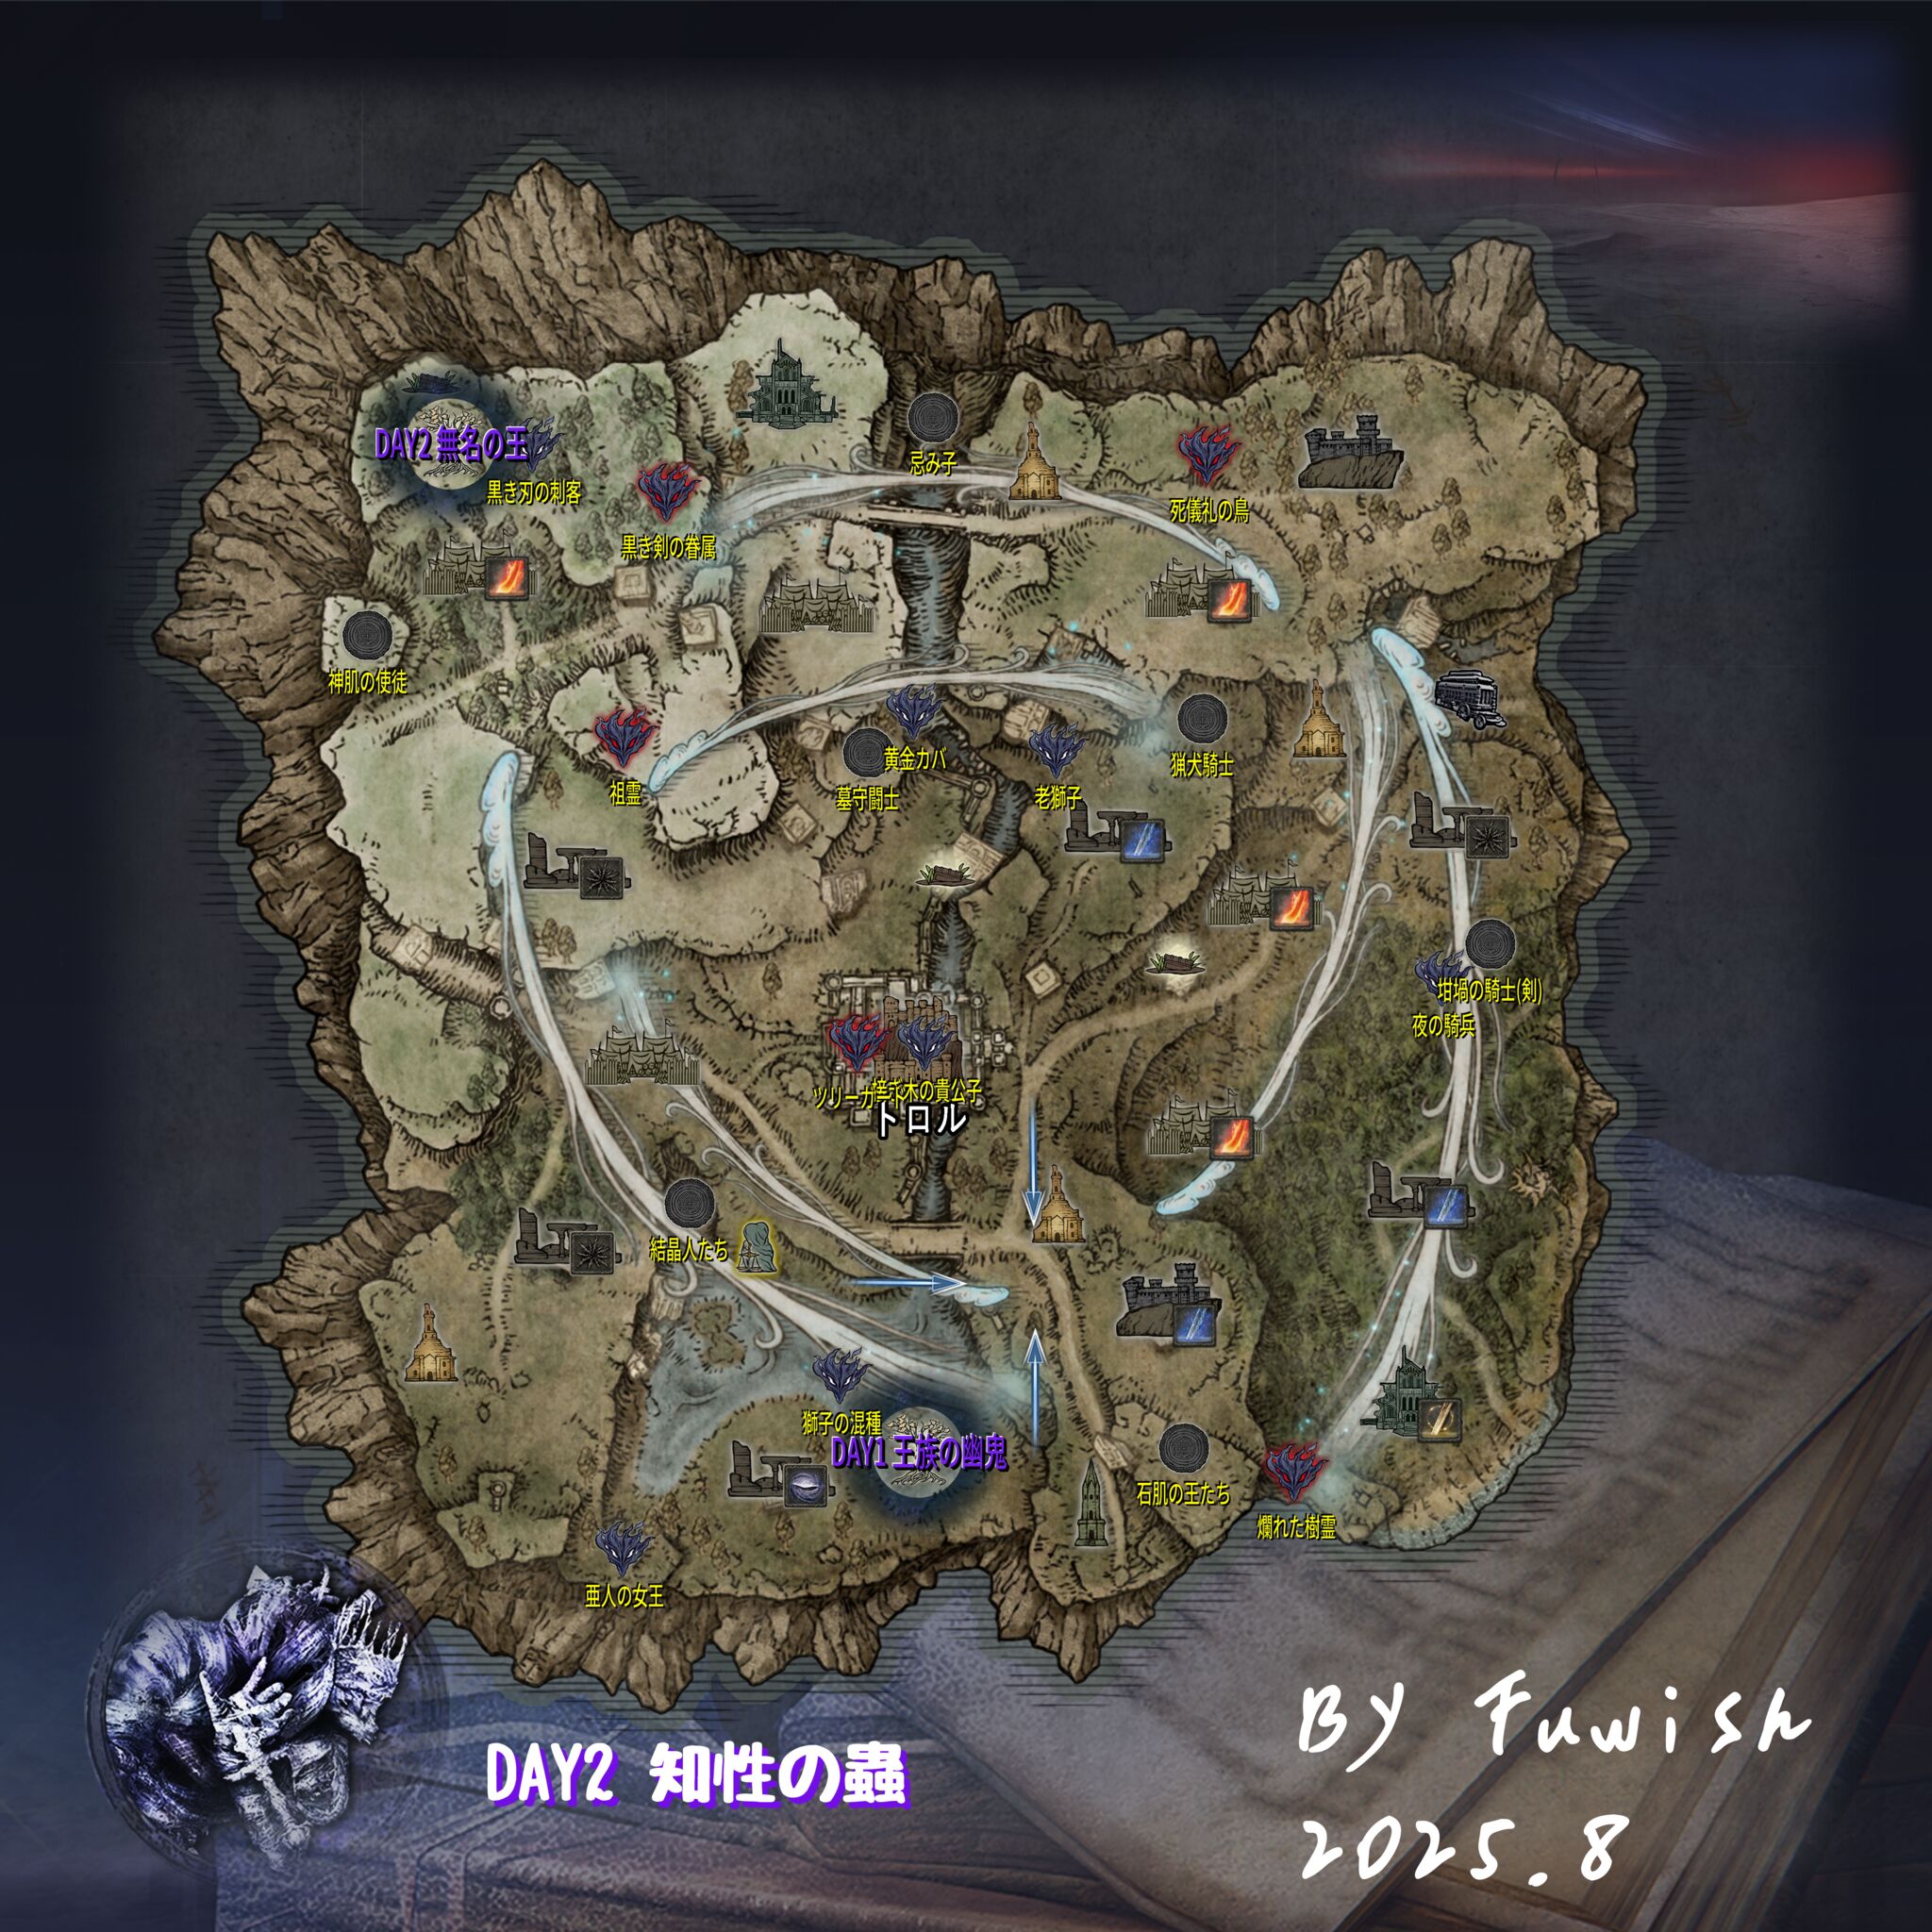 忌み子
DAY2 無名の王
黒き刃の刺客
死儀礼の鳥
黒き剣の眷属
神肌の使徒
黄金カバ
猟犬騎士
祖霊
墓守闘士
老獅子
坩堝の騎士(剣)
夜の騎兵
ツリーガード
接ぎ木の貴公子
トロル
結晶人たち
獅子の混種
DAY1 王族の幽鬼
石肌の王たち
爛れた樹霊
亜人の女王
DAY2 知性の蟲
BY Fuwish
2025.8